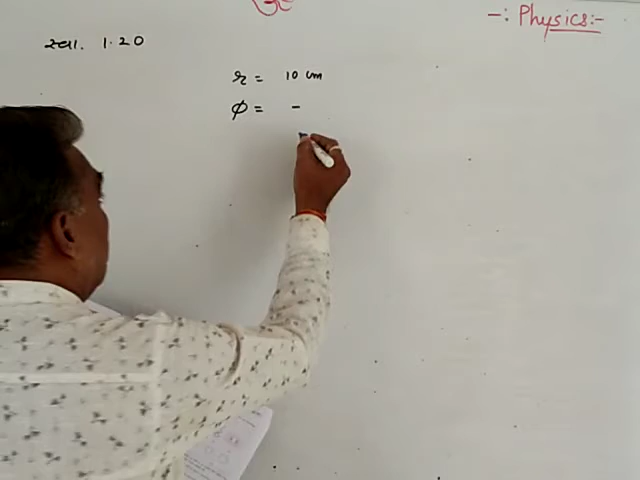 -: Physics:-
1.20
r = 10 cm
φ = -